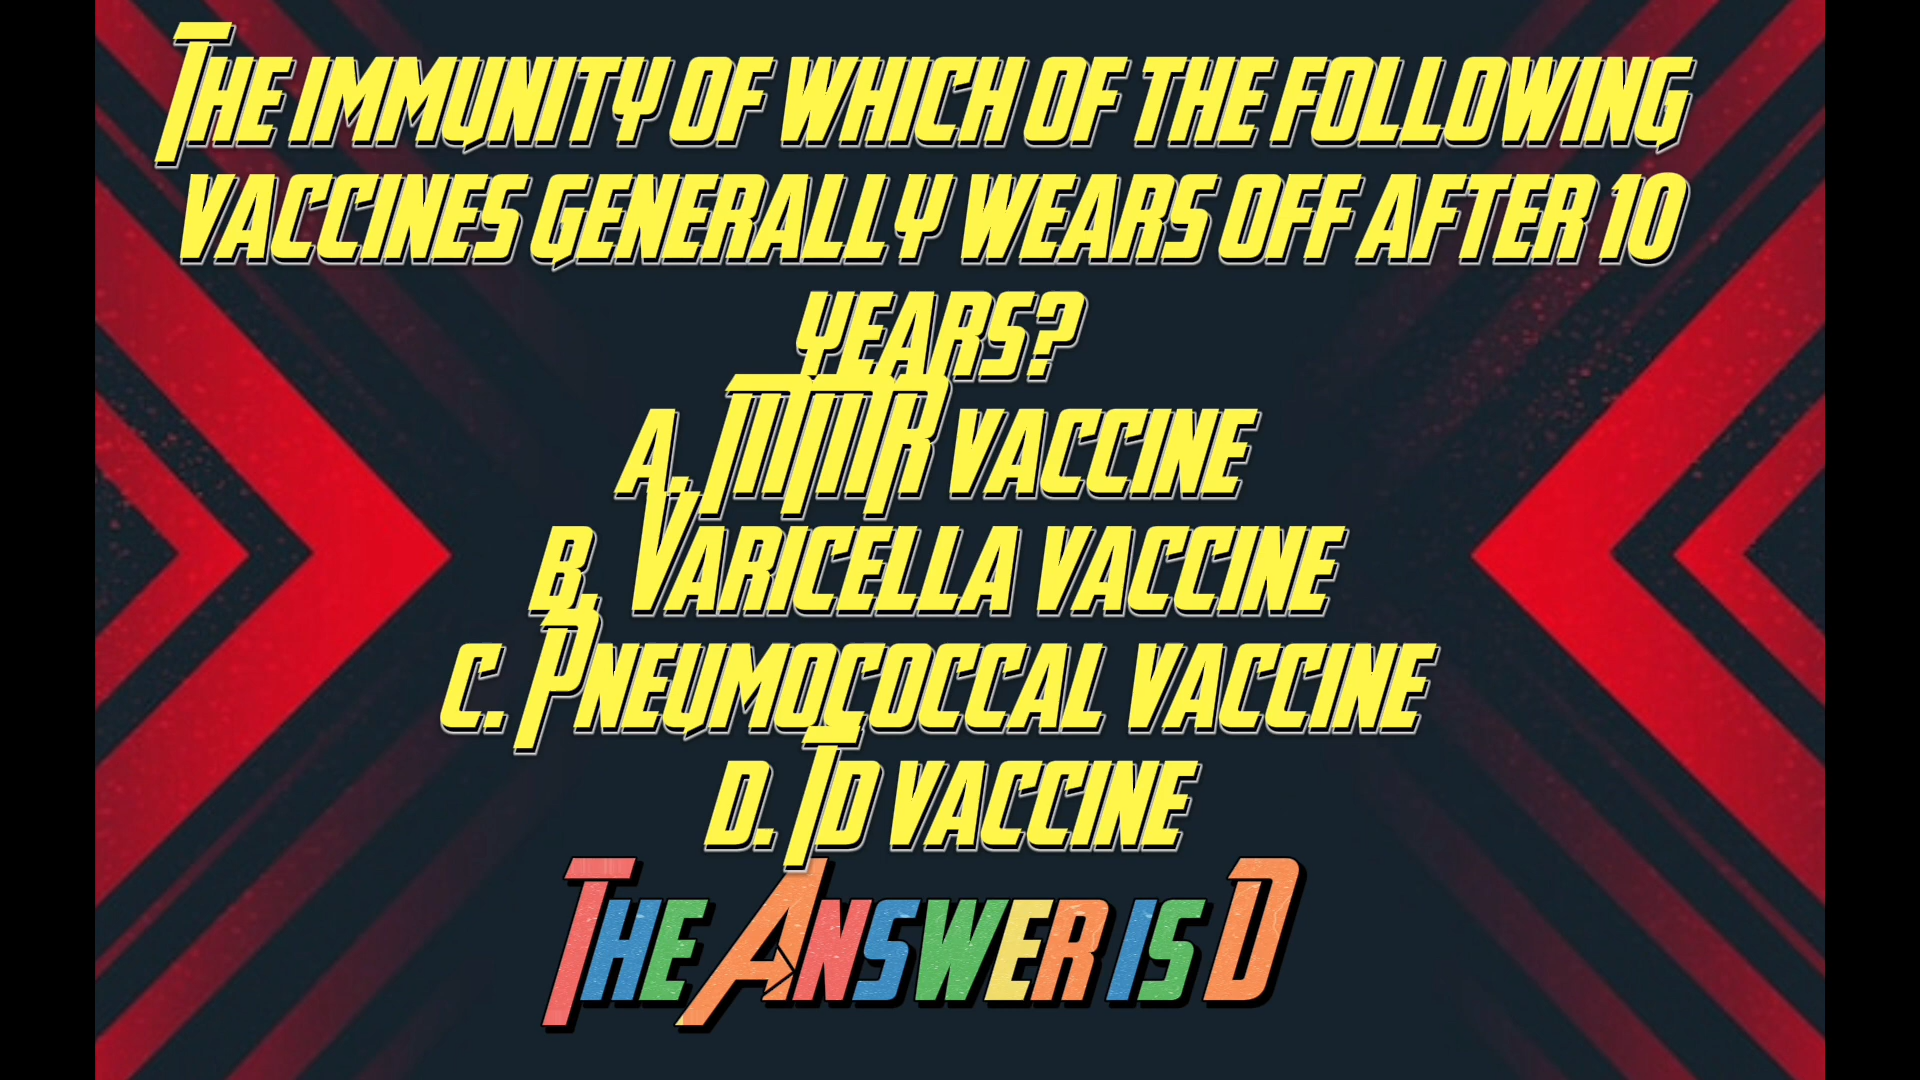 The immunity of which of the following
vaccines generally wears off after 10
years?
a. MMR vaccine
b. Varicella vaccine
c. Pneumococcal vaccine
d. Td vaccine
The Answer is D